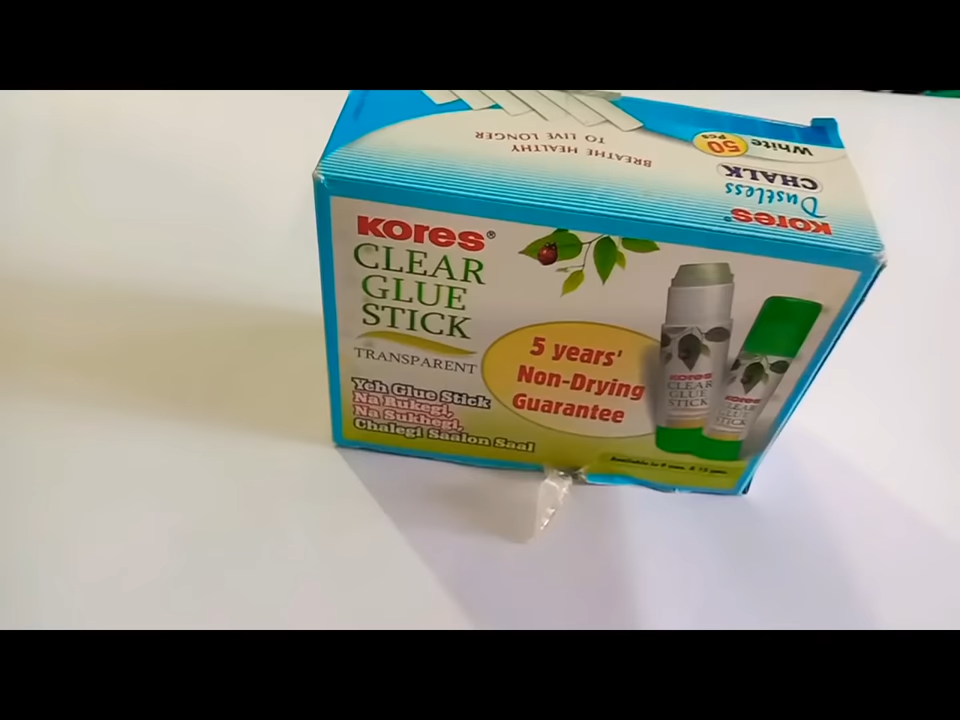 BREATHE HEALTHY
TO LIVE LONGER
KORES
Dustless
CHALK
White
50
Pcs
KORES®
CLEAR
GLUE
STICK
TRANSPARENT
Yeh Glue Stick
Na Rukegi,
Na Sukhegi,
Chalegi Saalon Saal
5 years'
Non-Drying
Guarantee
KORES
CLEAR
GLUE
STICK
KORES
CLEAR
GLUE
STICK